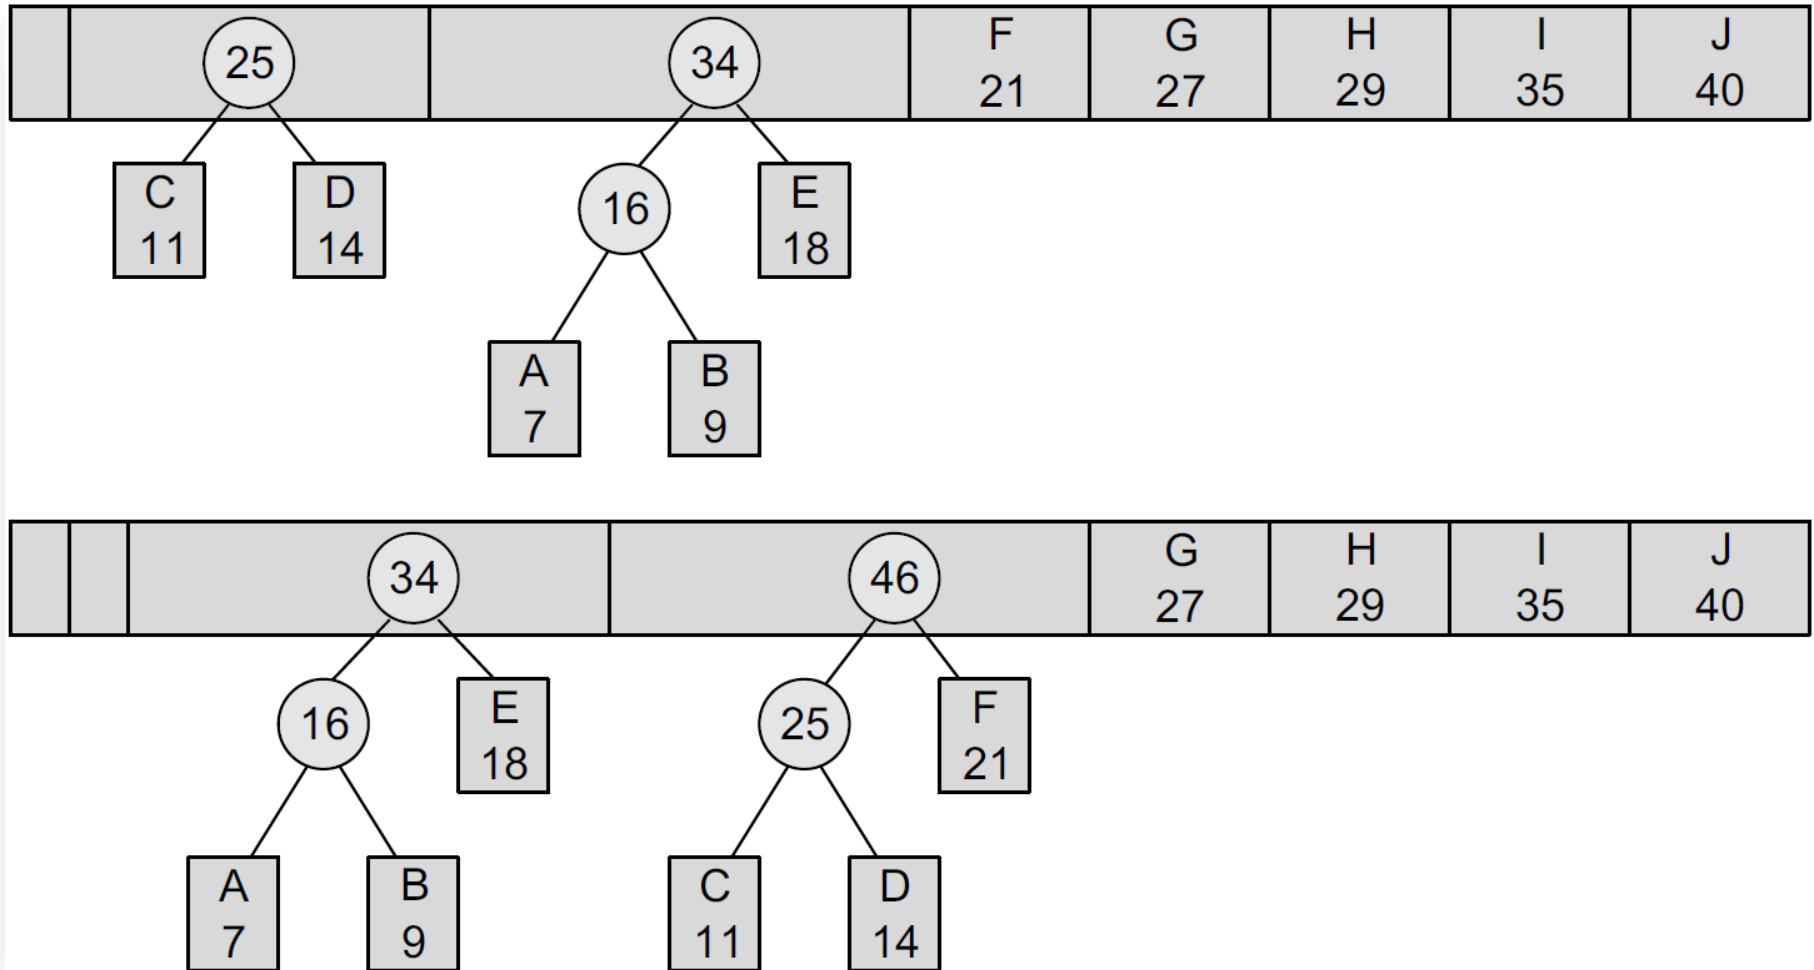 25 34 F G H I J
21 27 29 35 40
C D 16 E
11 14 18
A B
7 9
34 46 G H I J
27 29 35 40
16 E 25 F
18 21
A B C D
7 9 11 14